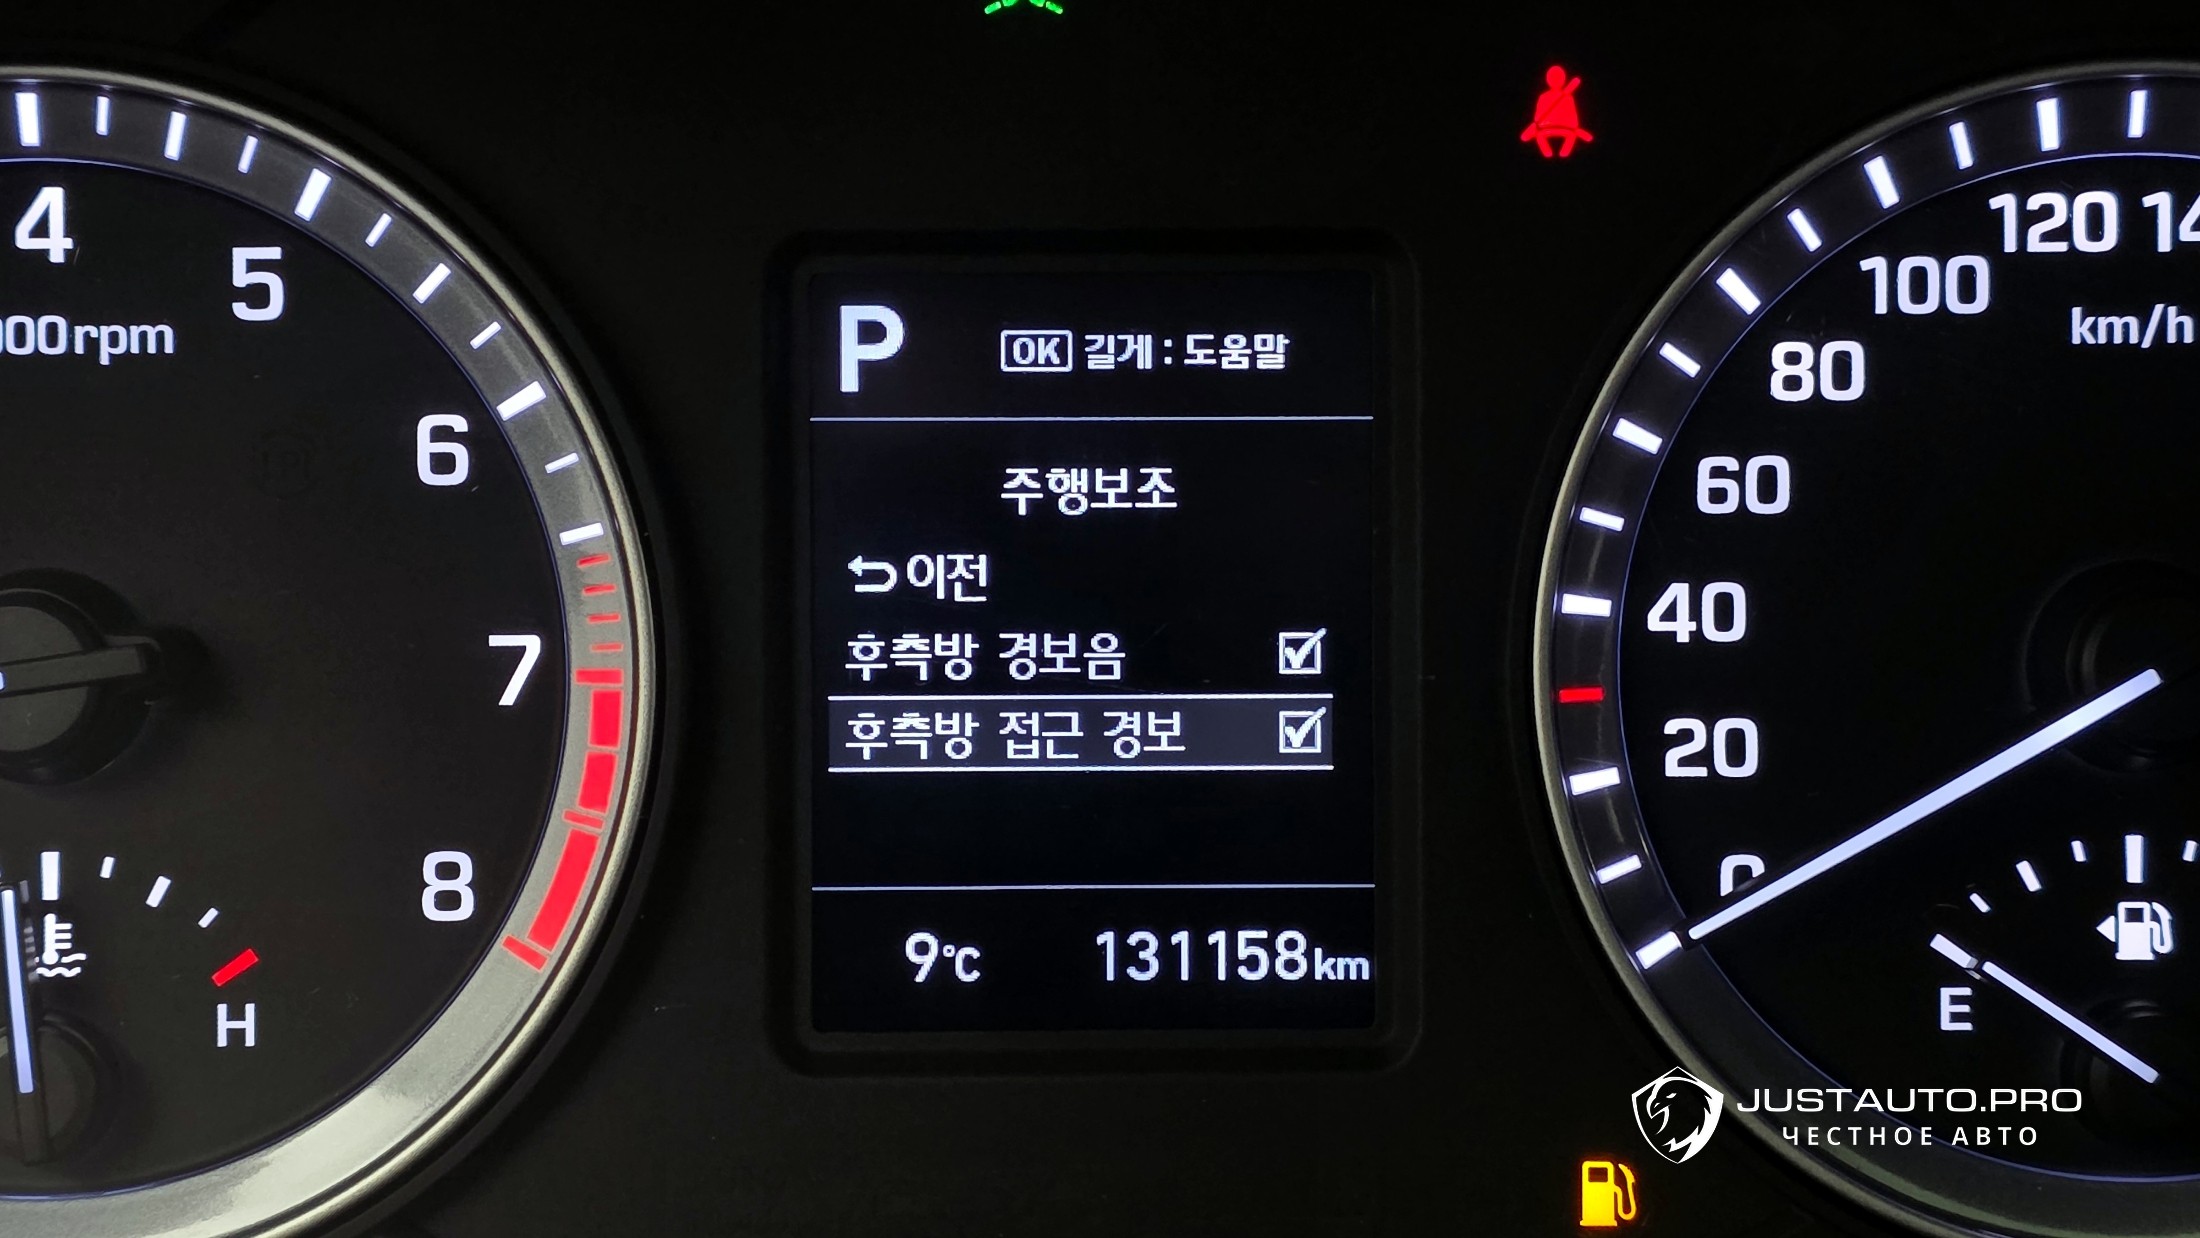 4
5
000rpm
6
7
8
H
P
OK 길게 : 도움말
주행보조
이전
후측방 경보음
후측방 접근 경보
9°C
131158km
120
100
km/h
80
60
40
20
0
E
JUSTAUTO.PRO
ЧЕСТНОЕ АВТО